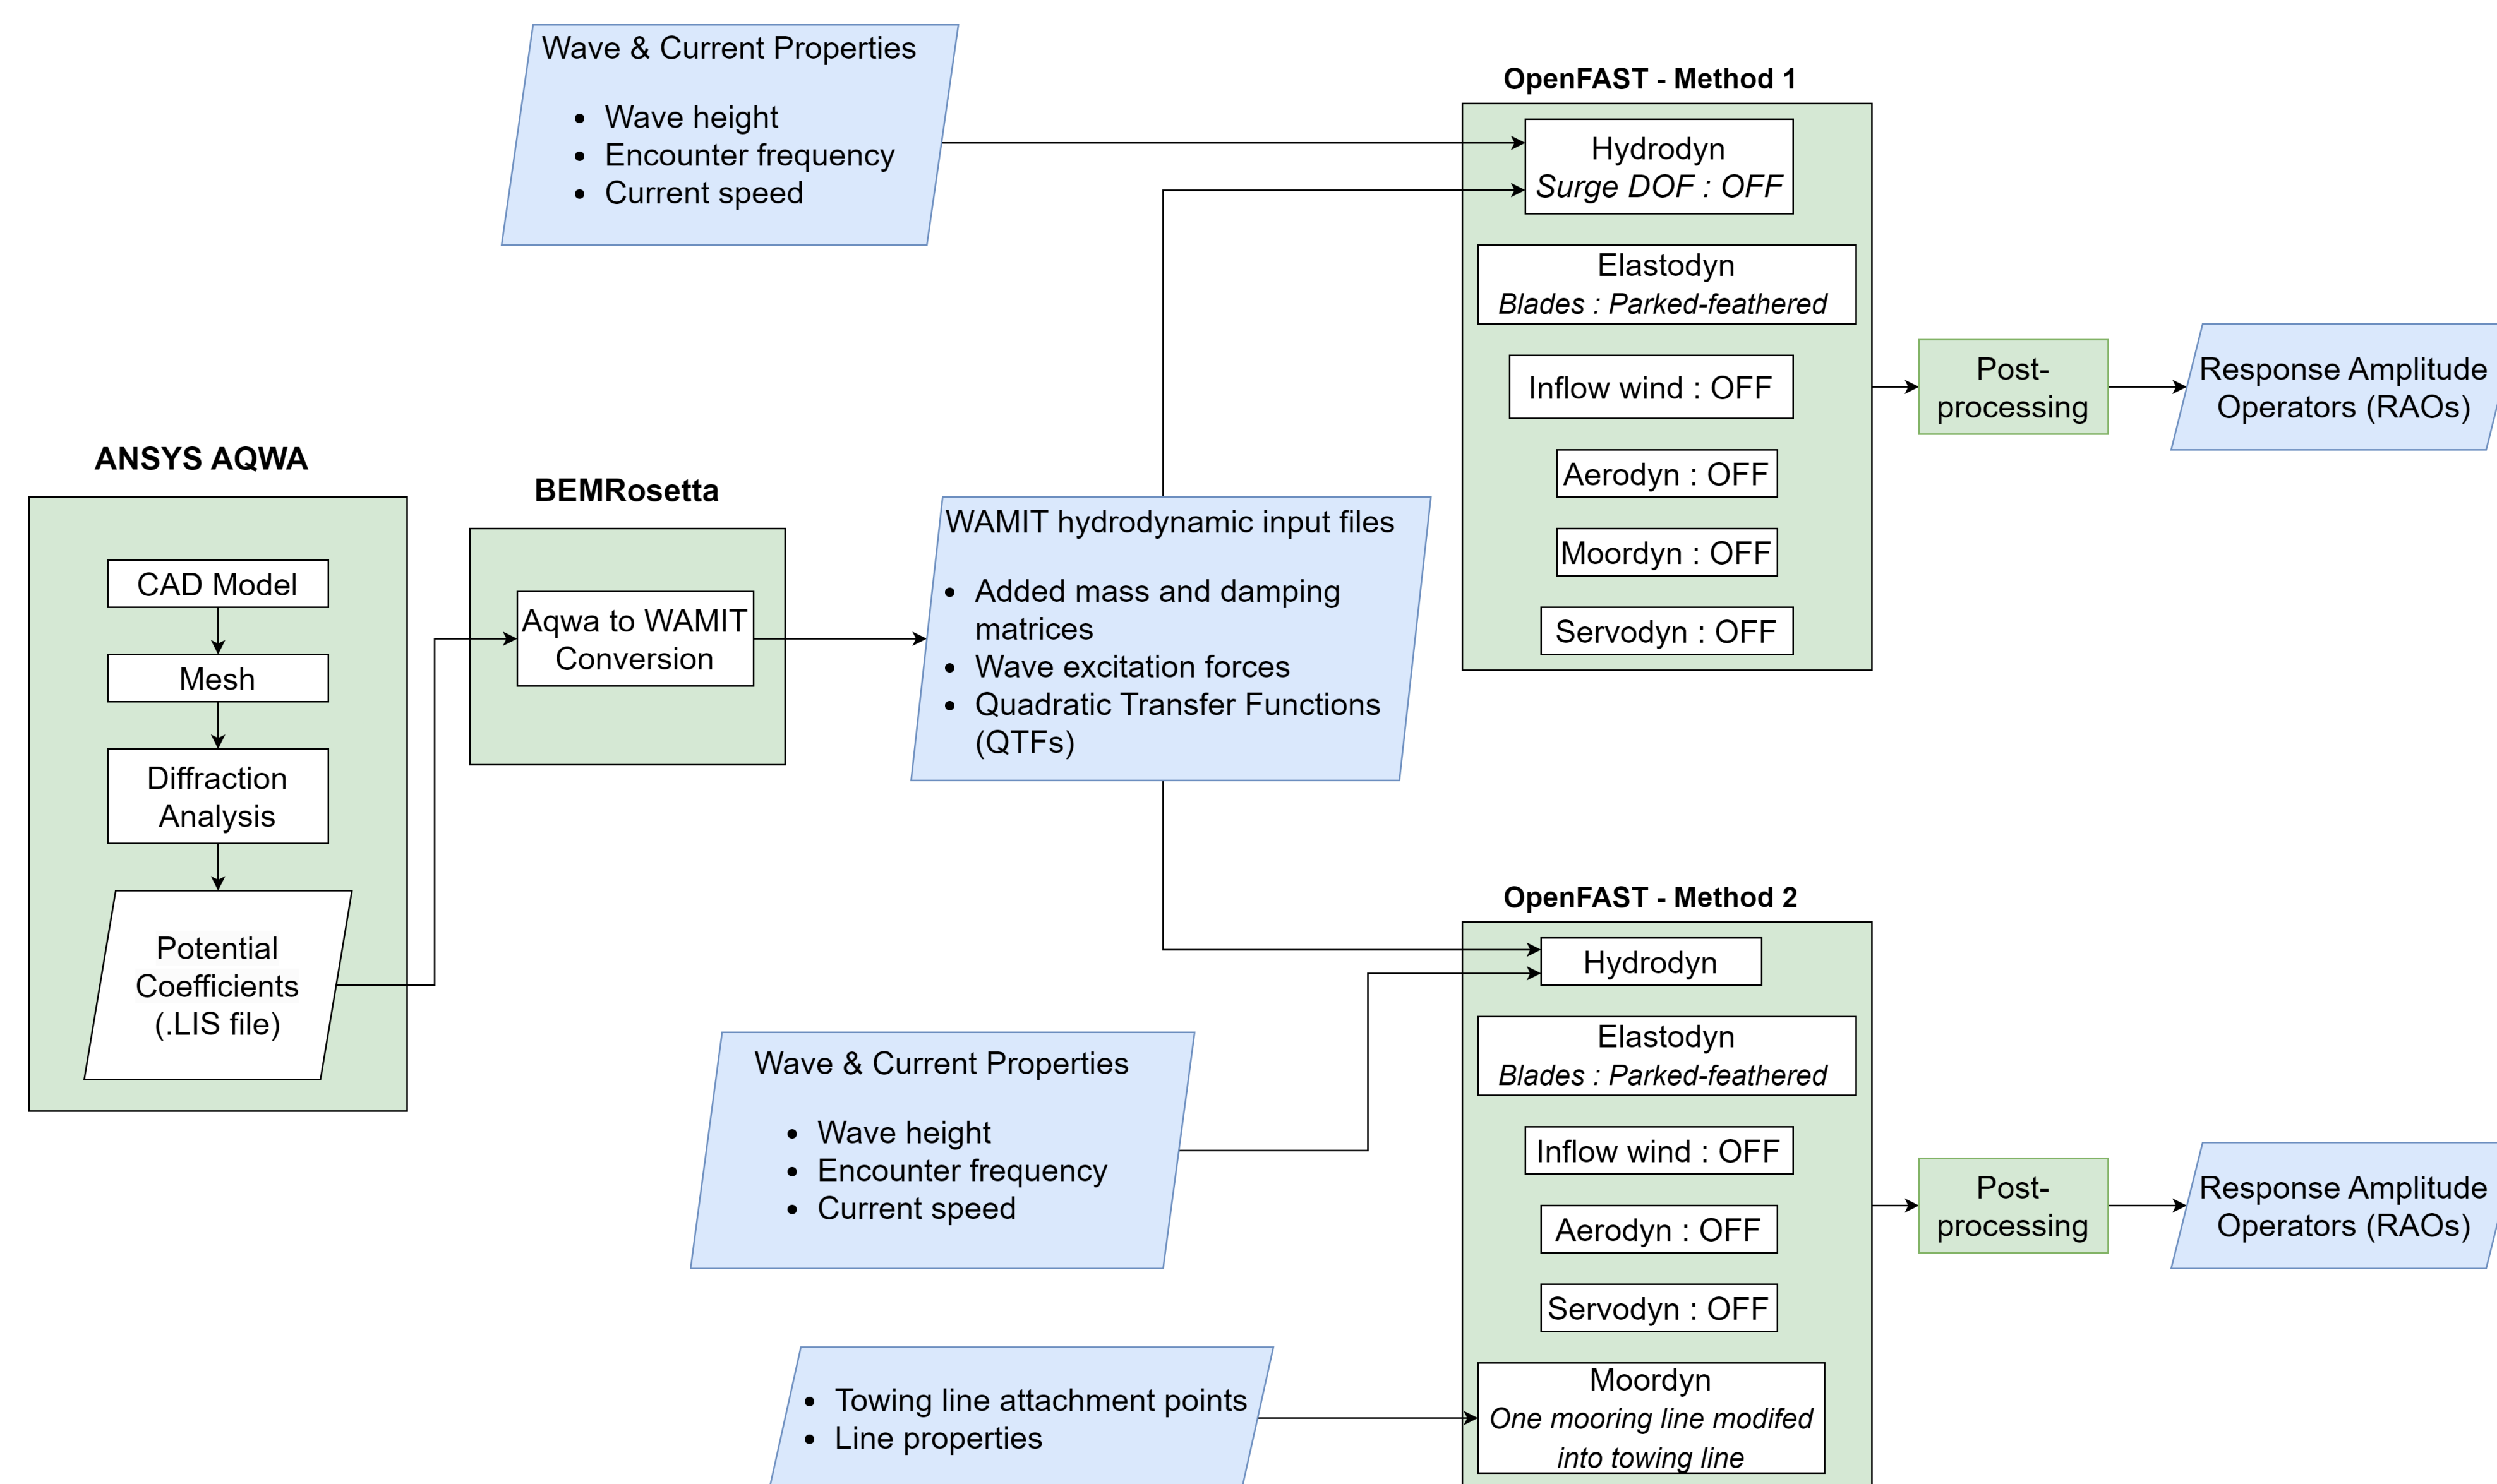 Wave & Current Properties
• Wave height
• Encounter frequency
• Current speed
OpenFAST - Method 1
Hydrodyn
Surge DOF : OFF
Elastodyn
Blades : Parked-feathered
Inflow wind : OFF
Aerodyn : OFF
Moordyn : OFF
Servodyn : OFF
Post-
processing
Response Amplitude
Operators (RAOs)
ANSYS AQWA
CAD Model
Mesh
Diffraction
Analysis
Potential
Coefficients
(.LIS file)
BEMRosetta
Aqwa to WAMIT
Conversion
WAMIT hydrodynamic input files
• Added mass and damping
matrices
• Wave excitation forces
• Quadratic Transfer Functions
(QTFs)
OpenFAST - Method 2
Hydrodyn
Elastodyn
Blades : Parked-feathered
Inflow wind : OFF
Aerodyn : OFF
Servodyn : OFF
Moordyn
One mooring line modifed
into towing line
Wave & Current Properties
• Wave height
• Encounter frequency
• Current speed
• Towing line attachment points
• Line properties
Post-
processing
Response Amplitude
Operators (RAOs)